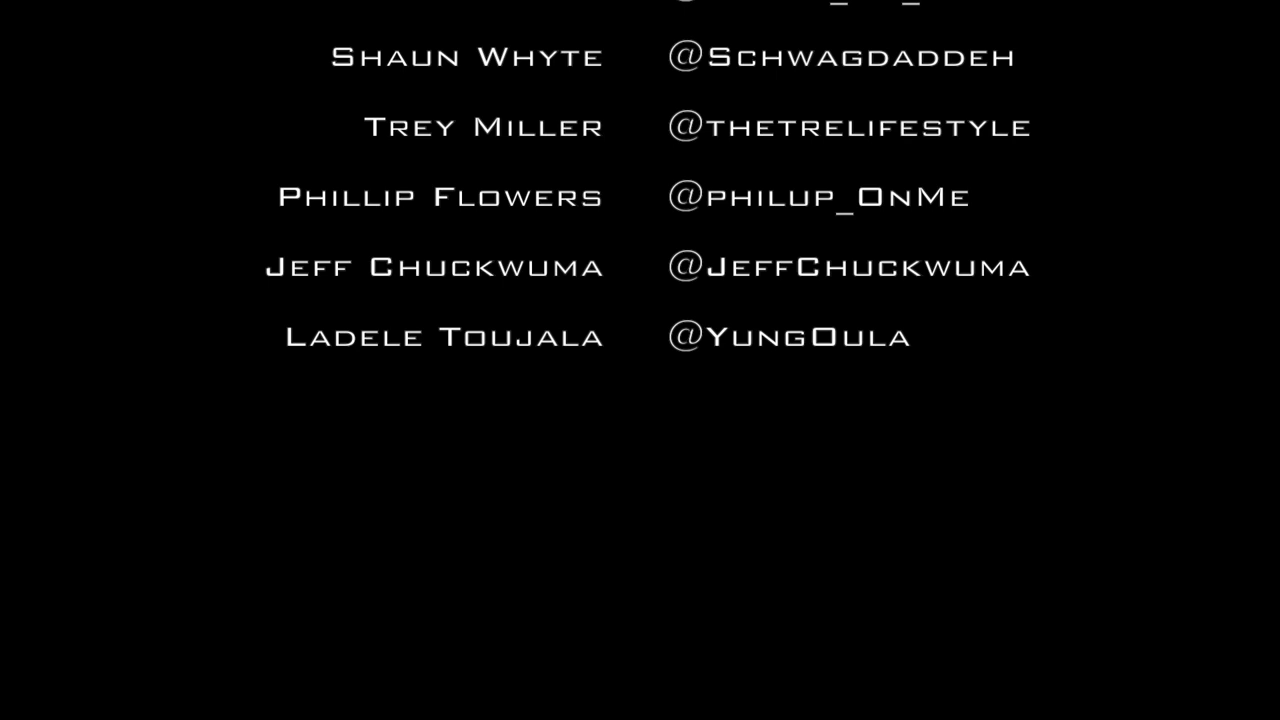 Shaun Whyte @Schwagdaddeh
Trey Miller @thetrelifestyle
Phillip Flowers @philup_OnMe
Jeff Chuckwuma @JeffChuckwuma
Ladele Toujala @YungOula